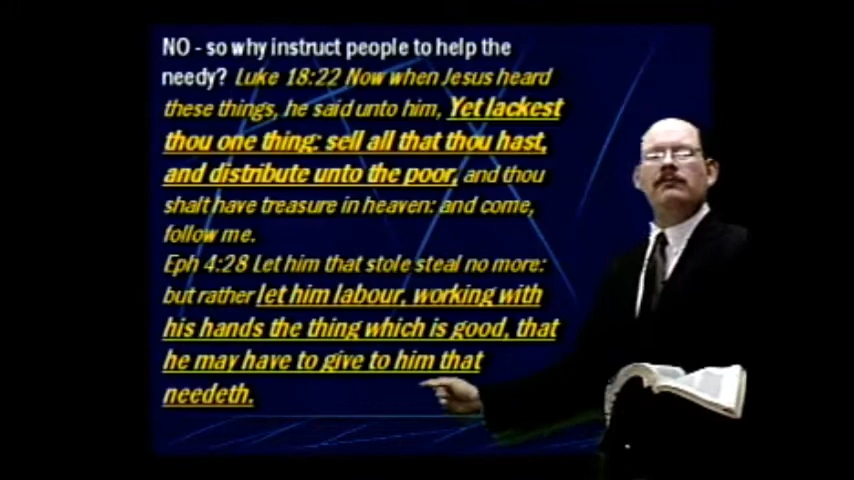 NO - so why instruct people to help the
needy? Luke 18:22 Now when Jesus heard
these things, he said unto him, Yet lackest
thou one thing: sell all that thou hast,
and distribute unto the poor, and thou
shalt have treasure in heaven: and come,
follow me.
Eph 4:28 Let him that stole steal no more:
but rather let him labour, working with
his hands the thing which is good, that
he may have to give to him that
needeth.